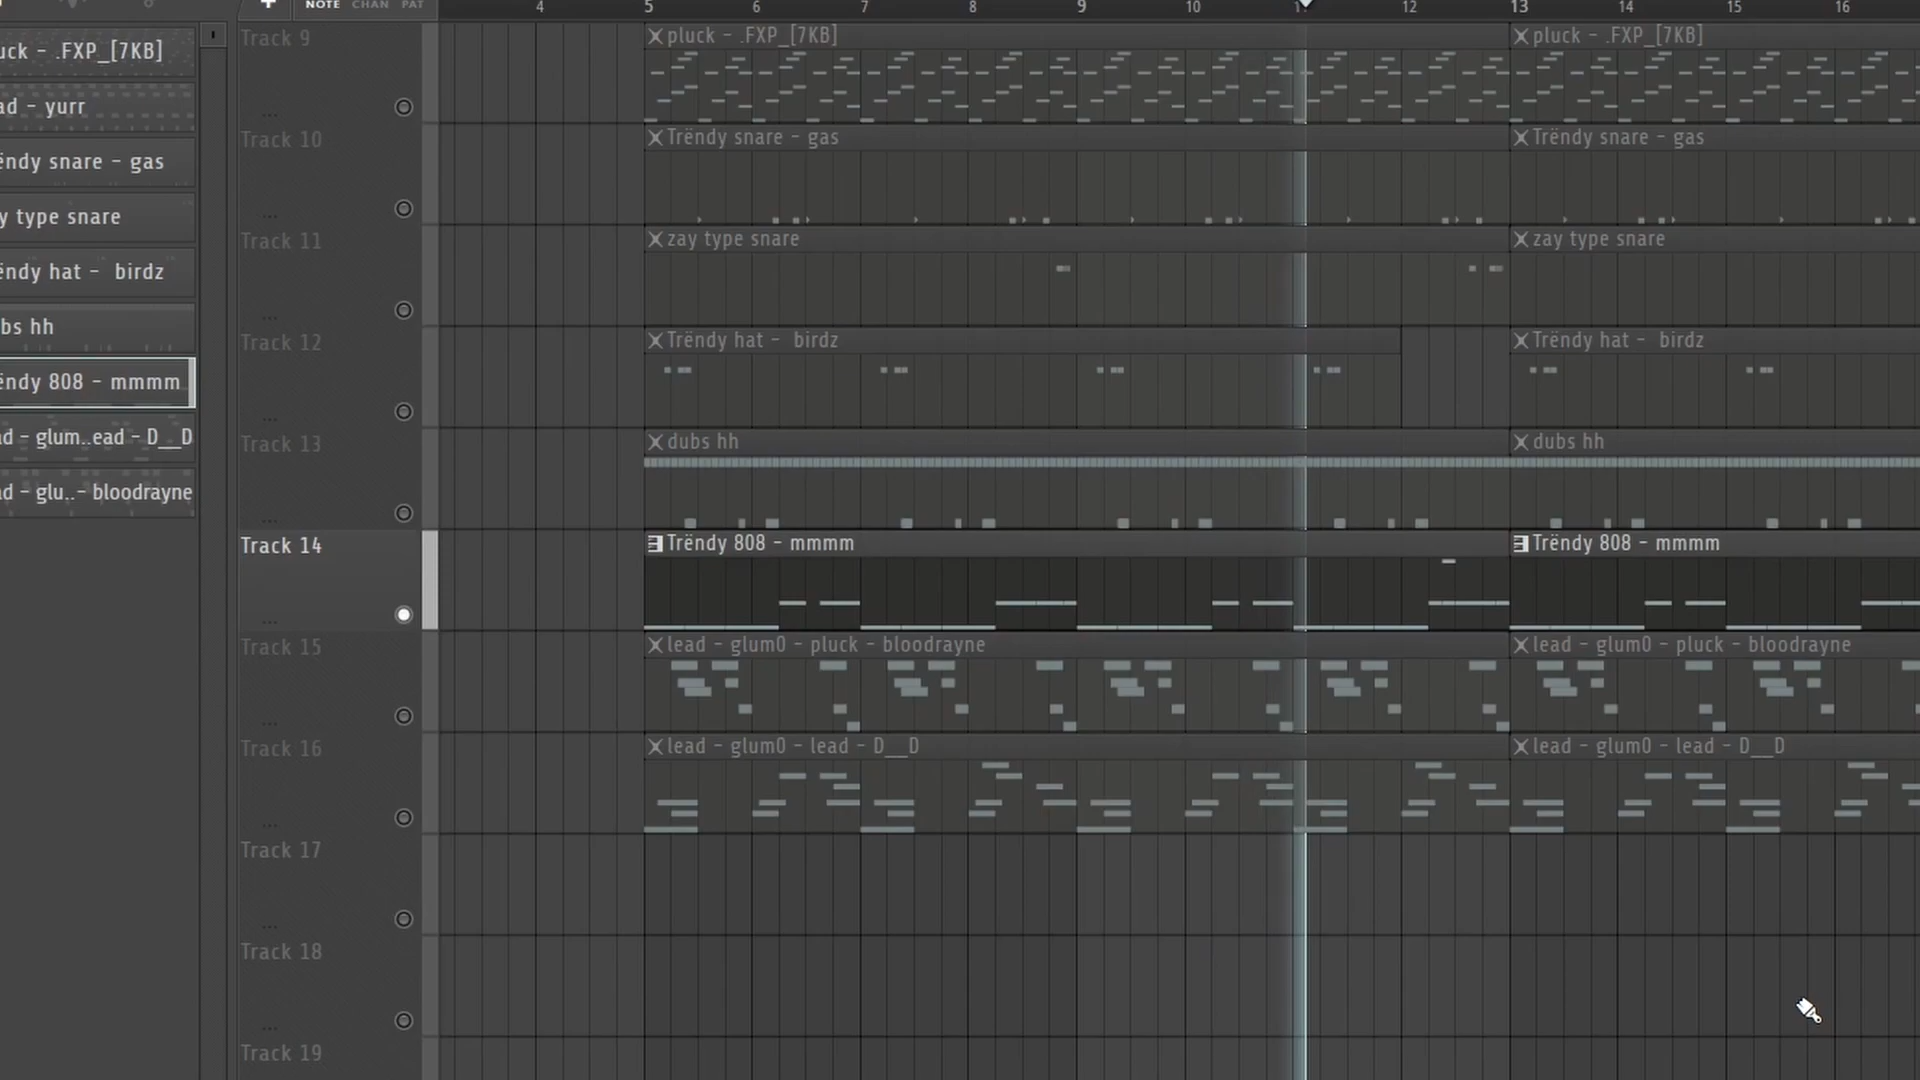 NOTE CHAN PAT
4 5 6 7 8 9 10 11 12 13 14 15 16
uck - .FXP_[7KB]
ad - yurr
ëndy snare - gas
y type snare
ëndy hat - birdz
bs hh
ëndy 808 - mmmm
ad - glum..ead - D__D
ad - glu..- bloodrayne
Track 9
...
pluck - .FXP_[7KB] pluck - .FXP_[7KB]
Track 10
...
Trëndy snare - gas Trëndy snare - gas
Track 11
...
zay type snare zay type snare
Track 12
...
Trëndy hat - birdz Trëndy hat - birdz
Track 13
...
dubs hh dubs hh
Track 14
...
Trëndy 808 - mmmm Trëndy 808 - mmmm
Track 15
...
lead - glum0 - pluck - bloodrayne lead - glum0 - pluck - bloodrayne
Track 16
...
lead - glum0 - lead - D__D lead - glum0 - lead - D__D
Track 17
...
Track 18
...
Track 19